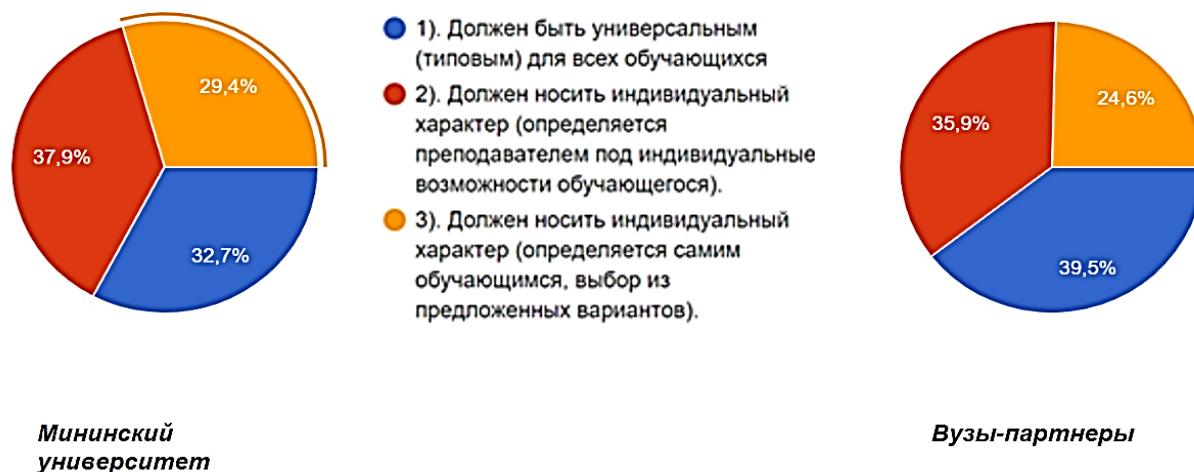 29,4%
37,9%
32,7%
1). Должен быть универсальным
(типовым) для всех обучающихся
2). Должен носить индивидуальный
характер (определяется
преподавателем под индивидуальные
возможности обучающегося).
3). Должен носить индивидуальный
характер (определяется самим
обучающимся, выбор из
предложенных вариантов).
24,6%
35,9%
39,5%
Мининский
университет
Вузы-партнеры